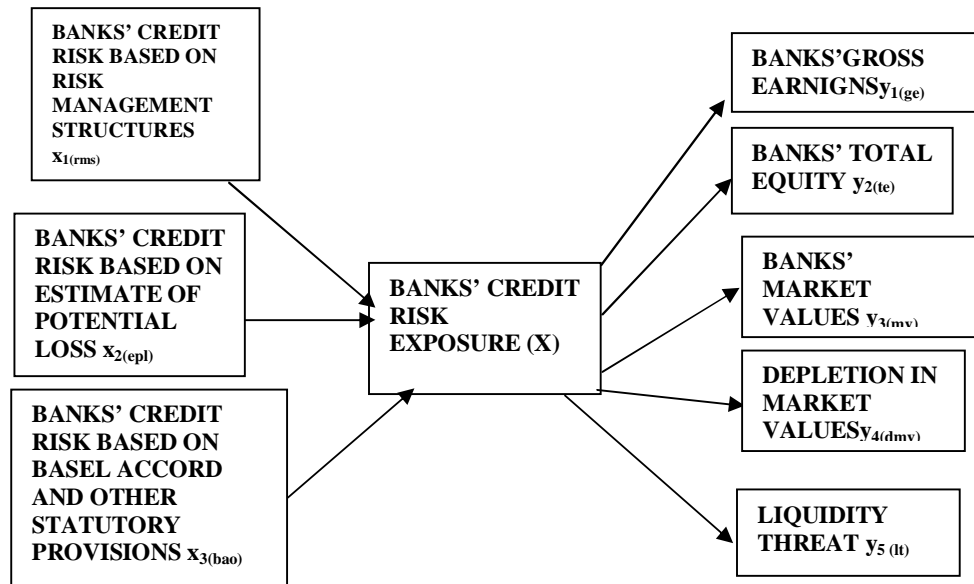 BANKS' CREDIT
RISK BASED ON
RISK
MANAGEMENT
STRUCTURES
x1(rms)
BANKS' CREDIT
RISK BASED ON
ESTIMATE OF
POTENTIAL
LOSS x2(epl)
BANKS' CREDIT
RISK BASED ON
BASEL ACCORD
AND OTHER
STATUTORY
PROVISIONS x3(bao)
BANKS' CREDIT
RISK
EXPOSURE (X)
BANKS'GROSS
EARNIGNSy1(ge)
BANKS' TOTAL
EQUITY y2(te)
BANKS'
MARKET
VALUES y3(mv)
DEPLETION IN
MARKET
VALUESy4(dmv)
LIQUIDITY
THREAT y5 (lt)